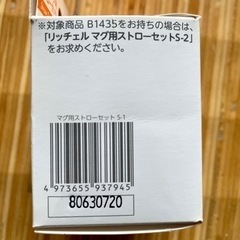 ※対象商品 B1435をお持ちの場合は、
「リッチェル マグ用ストローセットS-2」
をお求めください。
マグ用ストローセット S-1
4 973655 937945
80630720